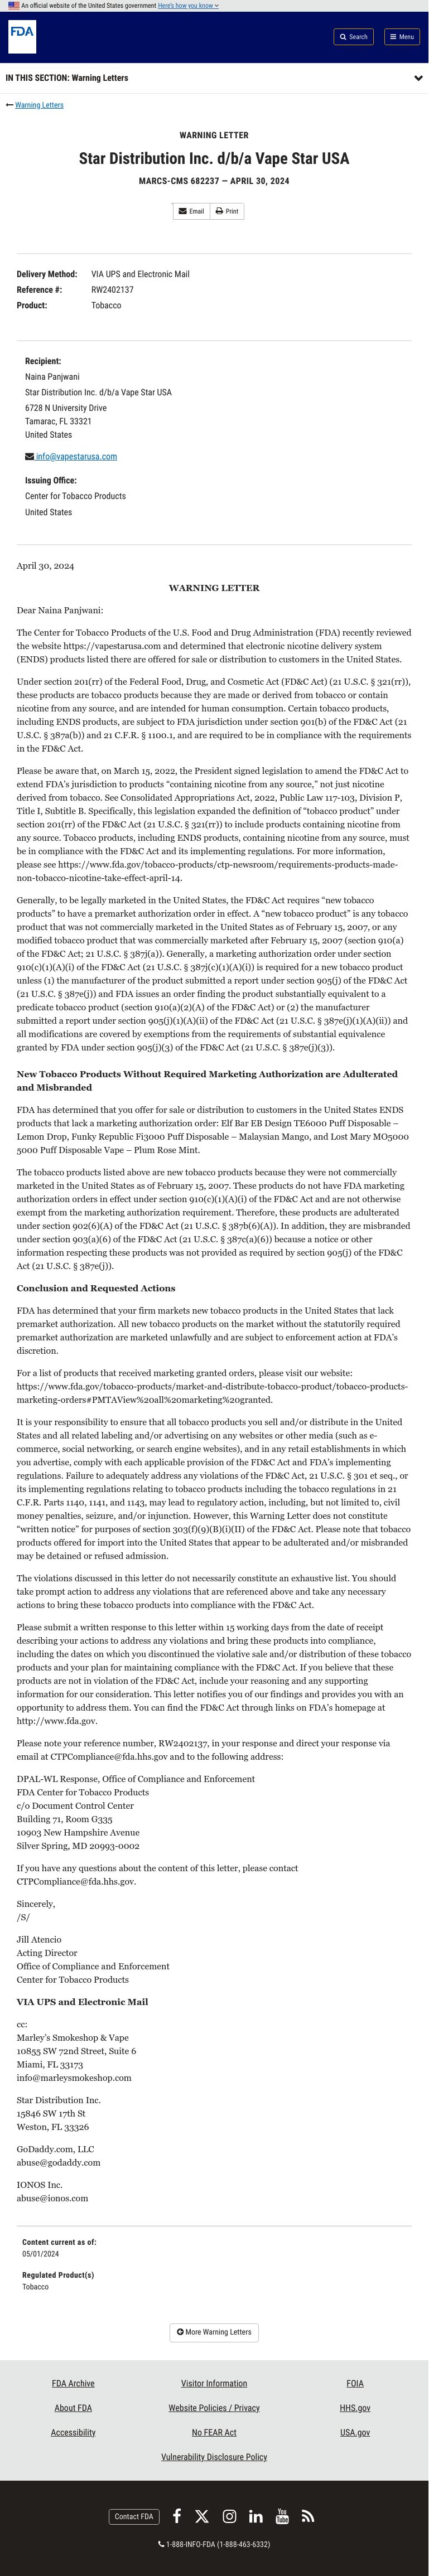 An official website of the United States government Here's how you know
FDA
Search
Menu
IN THIS SECTION: Warning Letters
Warning Letters
WARNING LETTER
Star Distribution Inc. d/b/a Vape Star USA
MARCS-CMS 682237 — APRIL 30, 2024
Email
Print
Delivery Method: VIA UPS and Electronic Mail
Reference #: RW2402137
Product: Tobacco
Recipient:
Naina Panjwani
Star Distribution Inc. d/b/a Vape Star USA
6728 N University Drive
Tamarac, FL 33321
United States
info@vapestarusa.com
Issuing Office:
Center for Tobacco Products
United States
April 30, 2024
WARNING LETTER
Dear Naina Panjwani:
The Center for Tobacco Products of the U.S. Food and Drug Administration (FDA) recently reviewed
the website https://vapestarusa.com and determined that electronic nicotine delivery system
(ENDS) products listed there are offered for sale or distribution to customers in the United States.
Under section 201(rr) of the Federal Food, Drug, and Cosmetic Act (FD&C Act) (21 U.S.C. § 321(rr)),
these products are tobacco products because they are made or derived from tobacco or contain
nicotine from any source, and are intended for human consumption. Certain tobacco products,
including ENDS products, are subject to FDA jurisdiction under section 901(b) of the FD&C Act (21
U.S.C. § 387a(b)) and 21 C.F.R. § 1100.1, and are required to be in compliance with the requirements
in the FD&C Act.
Please be aware that, on March 15, 2022, the President signed legislation to amend the FD&C Act to
extend FDA's jurisdiction to products "containing nicotine from any source," not just nicotine
derived from tobacco. See Consolidated Appropriations Act, 2022, Public Law 117-103, Division P,
Title I, Subtitle B. Specifically, this legislation expanded the definition of "tobacco product" under
section 201(rr) of the FD&C Act (21 U.S.C. § 321(rr)) to include products containing nicotine from
any source. Tobacco products, including ENDS products, containing nicotine from any source, must
be in compliance with the FD&C Act and its implementing regulations. For more information,
please see https://www.fda.gov/tobacco-products/ctp-newsroom/requirements-products-made-
non-tobacco-nicotine-take-effect-april-14.
Generally, to be legally marketed in the United States, the FD&C Act requires "new tobacco
products" to have a premarket authorization order in effect. A "new tobacco product" is any tobacco
product that was not commercially marketed in the United States as of February 15, 2007, or any
modified tobacco product that was commercially marketed after February 15, 2007 (section 910(a)
of the FD&C Act; 21 U.S.C. § 387j(a)). Generally, a marketing authorization order under section
910(c)(1)(A)(i) of the FD&C Act (21 U.S.C. § 387j(c)(1)(A)(i)) is required for a new tobacco product
unless (1) the manufacturer of the product submitted a report under section 905(j) of the FD&C Act
(21 U.S.C. § 387e(j)) and FDA issues an order finding the product substantially equivalent to a
predicate tobacco product (section 910(a)(2)(A) of the FD&C Act) or (2) the manufacturer
submitted a report under section 905(j)(1)(A)(ii) of the FD&C Act (21 U.S.C. § 387e(j)(1)(A)(ii)) and
all modifications are covered by exemptions from the requirements of substantial equivalence
granted by FDA under section 905(j)(3) of the FD&C Act (21 U.S.C. § 387e(j)(3)).
New Tobacco Products Without Required Marketing Authorization are Adulterated
and Misbranded
FDA has determined that you offer for sale or distribution to customers in the United States ENDS
products that lack a marketing authorization order: Elf Bar EB Design TE6000 Puff Disposable –
Lemon Drop, Funky Republic Fi3000 Puff Disposable – Malaysian Mango, and Lost Mary MO5000
5000 Puff Disposable Vape – Plum Rose Mint.
The tobacco products listed above are new tobacco products because they were not commercially
marketed in the United States as of February 15, 2007. These products do not have FDA marketing
authorization orders in effect under section 910(c)(1)(A)(i) of the FD&C Act and are not otherwise
exempt from the marketing authorization requirement. Therefore, these products are adulterated
under section 902(6)(A) of the FD&C Act (21 U.S.C. § 387b(6)(A)). In addition, they are misbranded
under section 903(a)(6) of the FD&C Act (21 U.S.C. § 387c(a)(6)) because a notice or other
information respecting these products was not provided as required by section 905(j) of the FD&C
Act (21 U.S.C. § 387e(j)).
Conclusion and Requested Actions
FDA has determined that your firm markets new tobacco products in the United States that lack
premarket authorization. All new tobacco products on the market without the statutorily required
premarket authorization are marketed unlawfully and are subject to enforcement action at FDA's
discretion.
For a list of products that received marketing granted orders, please visit our website:
https://www.fda.gov/tobacco-products/market-and-distribute-tobacco-product/tobacco-products-
marketing-orders#PMTAView%20all%20marketing%20granted.
It is your responsibility to ensure that all tobacco products you sell and/or distribute in the United
States and all related labeling and/or advertising on any websites or other media (such as e-
commerce, social networking, or search engine websites), and in any retail establishments in which
you advertise, comply with each applicable provision of the FD&C Act and FDA's implementing
regulations. Failure to adequately address any violations of the FD&C Act, 21 U.S.C. § 301 et seq., or
its implementing regulations relating to tobacco products including the tobacco regulations in 21
C.F.R. Parts 1140, 1141, and 1143, may lead to regulatory action, including, but not limited to, civil
money penalties, seizure, and/or injunction. However, this Warning Letter does not constitute
"written notice" for purposes of section 303(f)(9)(B)(i)(II) of the FD&C Act. Please note that tobacco
products offered for import into the United States that appear to be adulterated and/or misbranded
may be detained or refused admission.
The violations discussed in this letter do not necessarily constitute an exhaustive list. You should
take prompt action to address any violations that are referenced above and take any necessary
actions to bring these tobacco products into compliance with the FD&C Act.
Please submit a written response to this letter within 15 working days from the date of receipt
describing your actions to address any violations and bring these products into compliance,
including the dates on which you discontinued the violative sale and/or distribution of these tobacco
products and your plan for maintaining compliance with the FD&C Act. If you believe that these
products are not in violation of the FD&C Act, include your reasoning and any supporting
information for our consideration. This letter notifies you of our findings and provides you with an
opportunity to address them. You can find the FD&C Act through links on FDA's homepage at
http://www.fda.gov.
Please note your reference number, RW2402137, in your response and direct your response via
email at CTPCompliance@fda.hhs.gov and to the following address:
DPAL-WL Response, Office of Compliance and Enforcement
FDA Center for Tobacco Products
c/o Document Control Center
Building 71, Room G335
10903 New Hampshire Avenue
Silver Spring, MD 20993-0002
If you have any questions about the content of this letter, please contact
CTPCompliance@fda.hhs.gov.
Sincerely,
/S/
Jill Atencio
Acting Director
Office of Compliance and Enforcement
Center for Tobacco Products
VIA UPS and Electronic Mail
cc:
Marley's Smokeshop & Vape
10855 SW 72nd Street, Suite 6
Miami, FL 33173
info@marleysmokeshop.com
Star Distribution Inc.
15846 SW 17th St
Weston, FL 33326
GoDaddy.com, LLC
abuse@godaddy.com
IONOS Inc.
abuse@ionos.com
Content current as of:
05/01/2024
Regulated Product(s)
Tobacco
More Warning Letters
FDA Archive
Visitor Information
FOIA
About FDA
Website Policies / Privacy
HHS.gov
Accessibility
No FEAR Act
USA.gov
Vulnerability Disclosure Policy
Contact FDA
You Tube
1-888-INFO-FDA (1-888-463-6332)